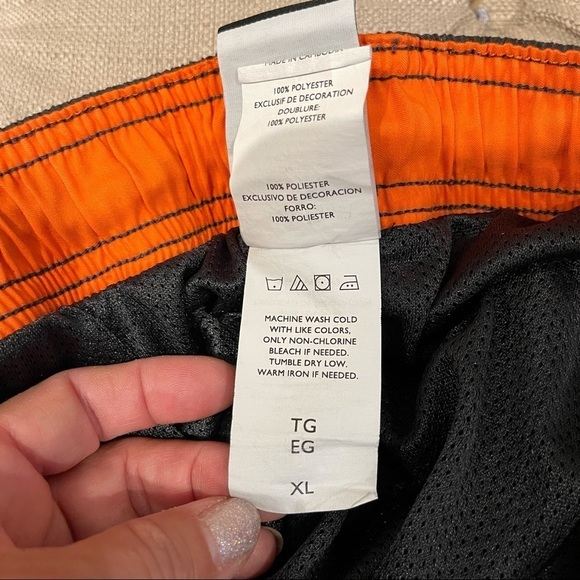 MADE IN CAMBODIA
100% POLYESTER
EXCLUSIF DE DECORATION
DOUBLURE:
100% POLYESTER
100% POLIESTER
EXCLUSIVO DE DECORACION
FORRO:
100% POLIESTER
MACHINE WASH COLD
WITH LIKE COLORS,
ONLY NON-CHLORINE
BLEACH IF NEEDED.
TUMBLE DRY LOW.
WARM IRON IF NEEDED.
TG
EG
XL